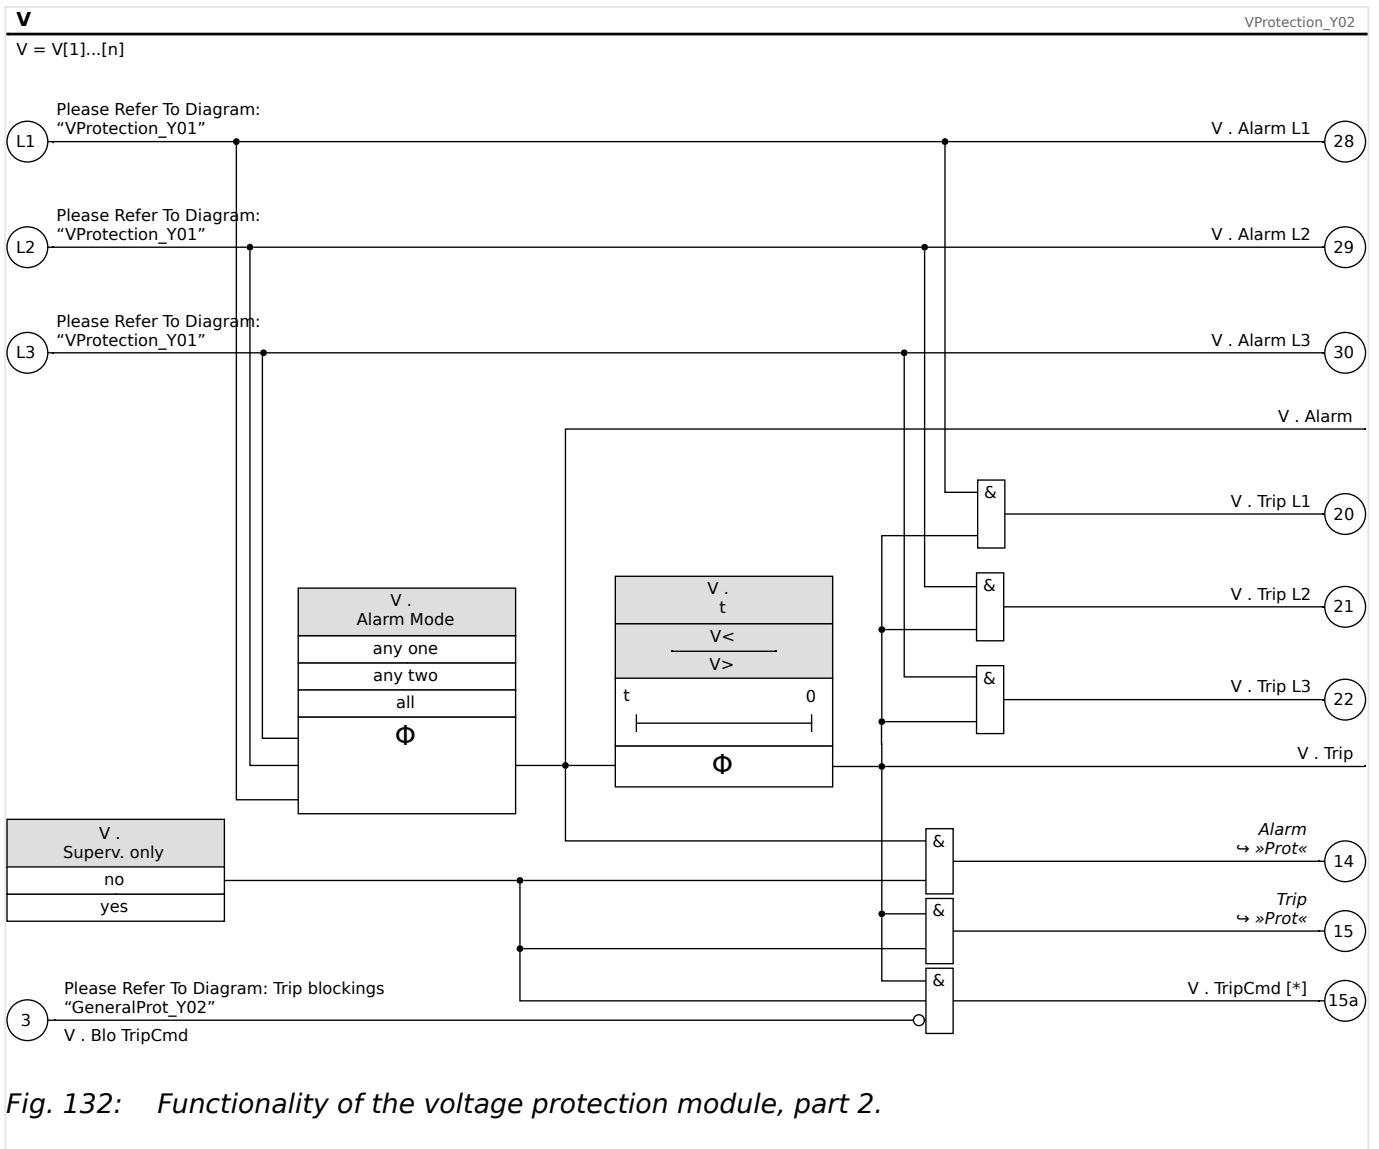 V
VProtection_Y02
V = V[1]...[n]
Please Refer To Diagram:
“VProtection_Y01”
L1
V . Alarm L1
28
Please Refer To Diagram:
“VProtection_Y01”
L2
V . Alarm L2
29
Please Refer To Diagram:
“VProtection_Y01”
L3
V . Alarm L3
30
V . Alarm
&
V . Trip L1
20
&
V . Trip L2
21
&
V . Trip L3
22
V .
Alarm Mode
any one
any two
all
Φ
V .
t
V<
V>
t 0
Φ
V . Trip
V .
Superv. only
no
yes
&
Alarm
↪ »Prot«
14
&
Trip
↪ »Prot«
15
&
V . TripCmd [*]
15a
Please Refer To Diagram: Trip blockings
“GeneralProt_Y02”
3
V . Blo TripCmd
Fig. 132: Functionality of the voltage protection module, part 2.